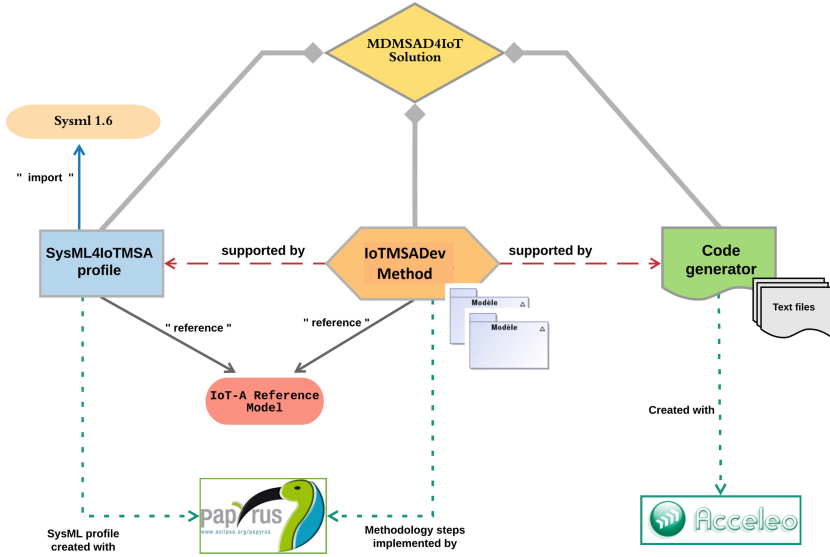 MDMSAD4IoT
Solution
Sysml 1.6
" import "
SysML4IoTMSA
profile
supported by
IoTMSADev
Method
supported by
Code
generator
Modèle
Modèle
Text files
" reference "
" reference "
IoT-A Reference
Model
Created with
papyrus
www.eclipse.org/papyrus
Acceleo
SysML profile
created with
Methodology steps
implemented by